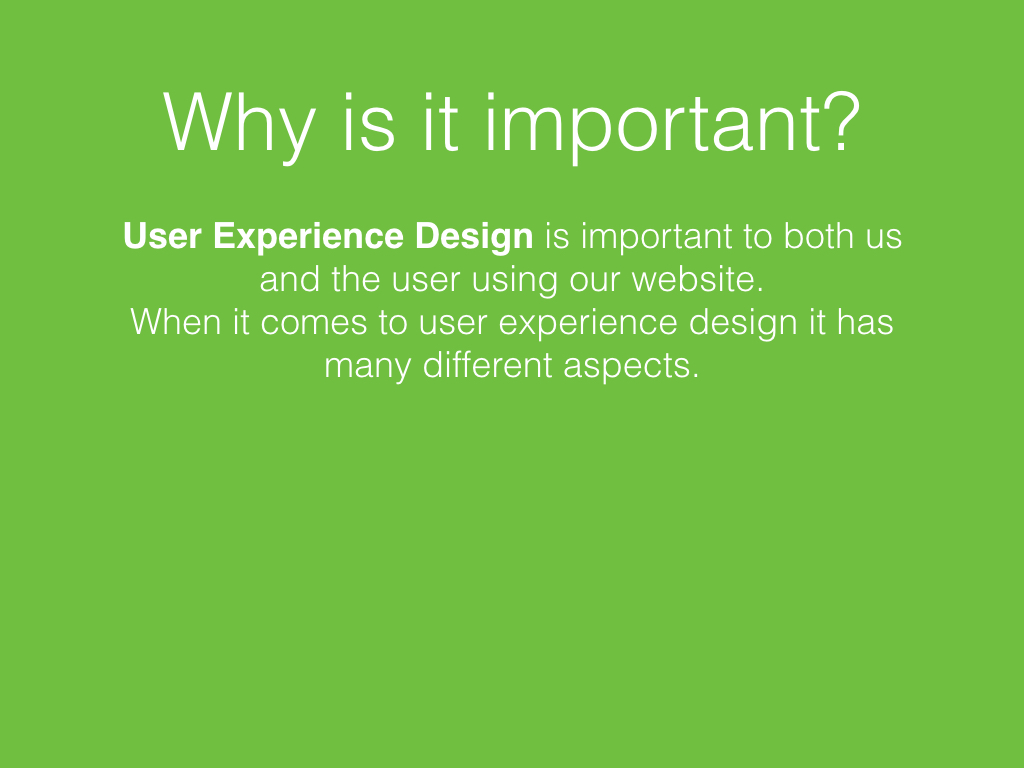 Why is it important?
User Experience Design is important to both us
and the user using our website.
When it comes to user experience design it has
many different aspects.